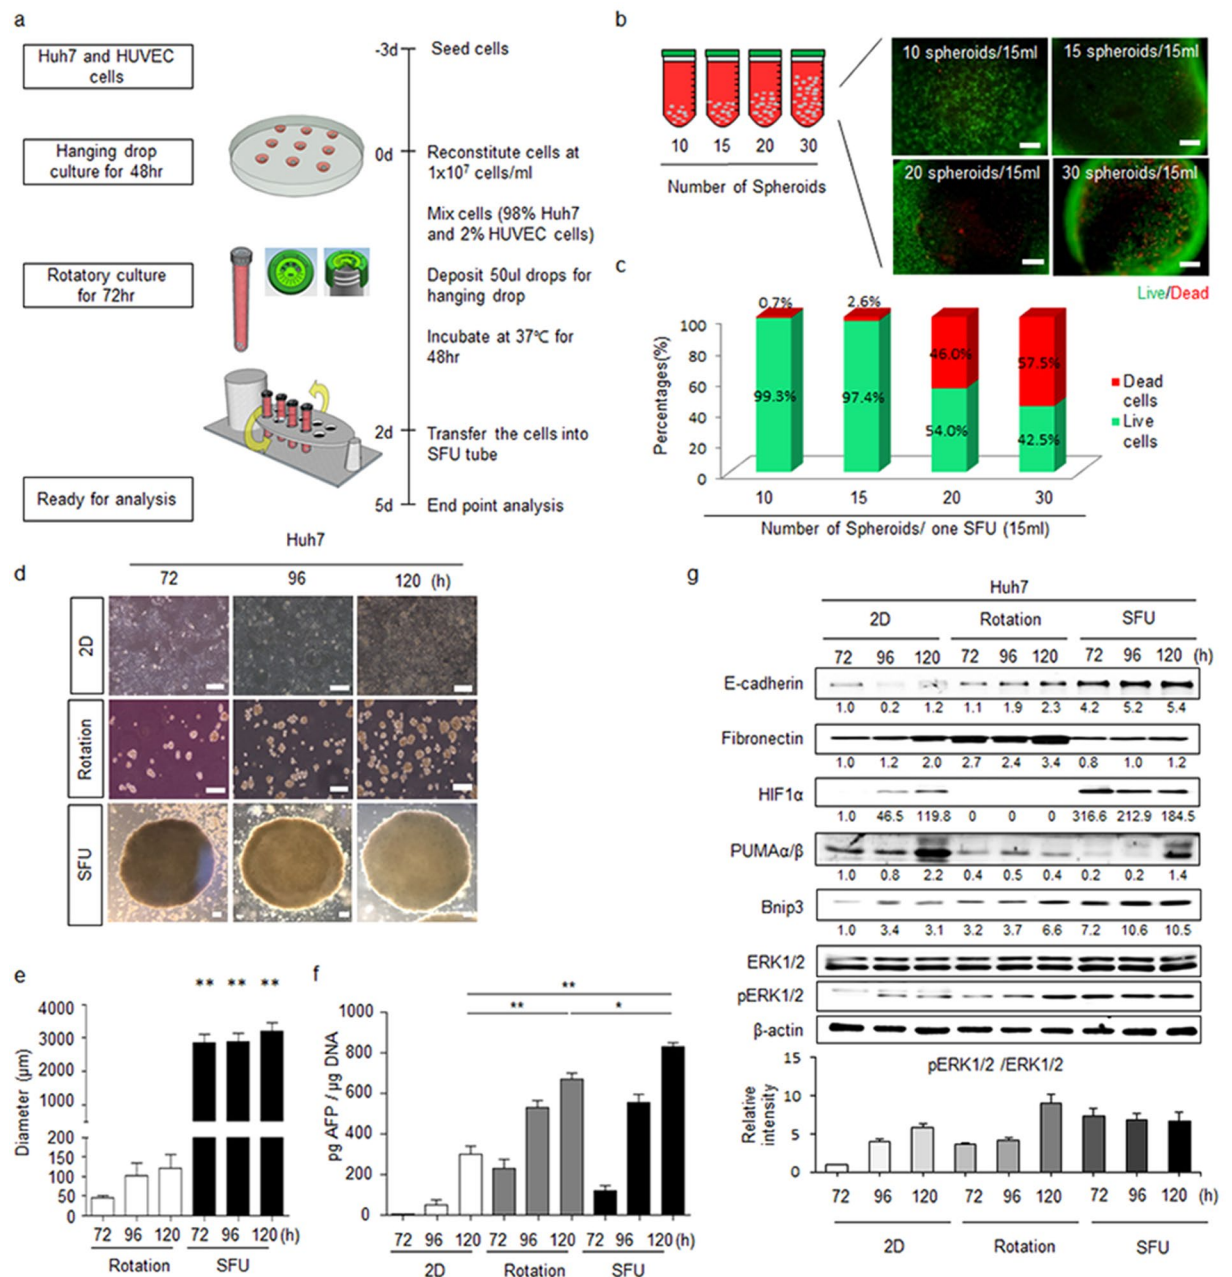 a
Huh7 and HUVEC
cells
Hanging drop
culture for 48hr
Rotatory culture
for 72hr
Ready for analysis
-3d
Seed cells
0d
Reconstitute cells at
1x10⁷ cells/ml
Mix cells (98% Huh7
and 2% HUVEC cells)
Deposit 50ul drops for
hanging drop
Incubate at 37℃ for
48hr
2d
Transfer the cells into
SFU tube
5d
End point analysis
b
10 15 20 30
Number of Spheroids
10 spheroids/15ml
15 spheroids/15ml
20 spheroids/15ml
30 spheroids/15ml
Live/Dead
c
Percentages(%)
100
80
60
40
20
0
0.7% 2.6%
99.3% 97.4% 46.0% 57.5%
54.0% 42.5%
10 15 20 30
Number of Spheroids/ one SFU (15ml)
Dead
cells
Live
cells
d
Huh7
72 96 120 (h)
2D
Rotation
SFU
e
** ** **
Diameter (µm)
4000
3000
2000
1000
200
150
100
50
0
72 96 120 72 96 120 (h)
Rotation SFU
f
**
** *
pg AFP / µg DNA
1000
800
600
400
200
0
72 96 120 72 96 120 72 96 120 (h)
2D Rotation SFU
g
Huh7
2D Rotation SFU
72 96 120 72 96 120 72 96 120 (h)
E-cadherin
1.0 0.2 1.2 1.1 1.9 2.3 4.2 5.2 5.4
Fibronectin
1.0 1.2 2.0 2.7 2.4 3.4 0.8 1.0 1.2
HIF1α
1.0 46.5 119.8 0 0 0 316.6 212.9 184.5
PUMAα/β
1.0 0.8 2.2 0.4 0.5 0.4 0.2 0.2 1.4
Bnip3
1.0 3.4 3.1 3.2 3.7 6.6 7.2 10.6 10.5
ERK1/2
pERK1/2
β-actin
pERK1/2 /ERK1/2
Relative
intensity
15
10
5
0
72 96 120 72 96 120 72 96 120 (h)
2D Rotation SFU